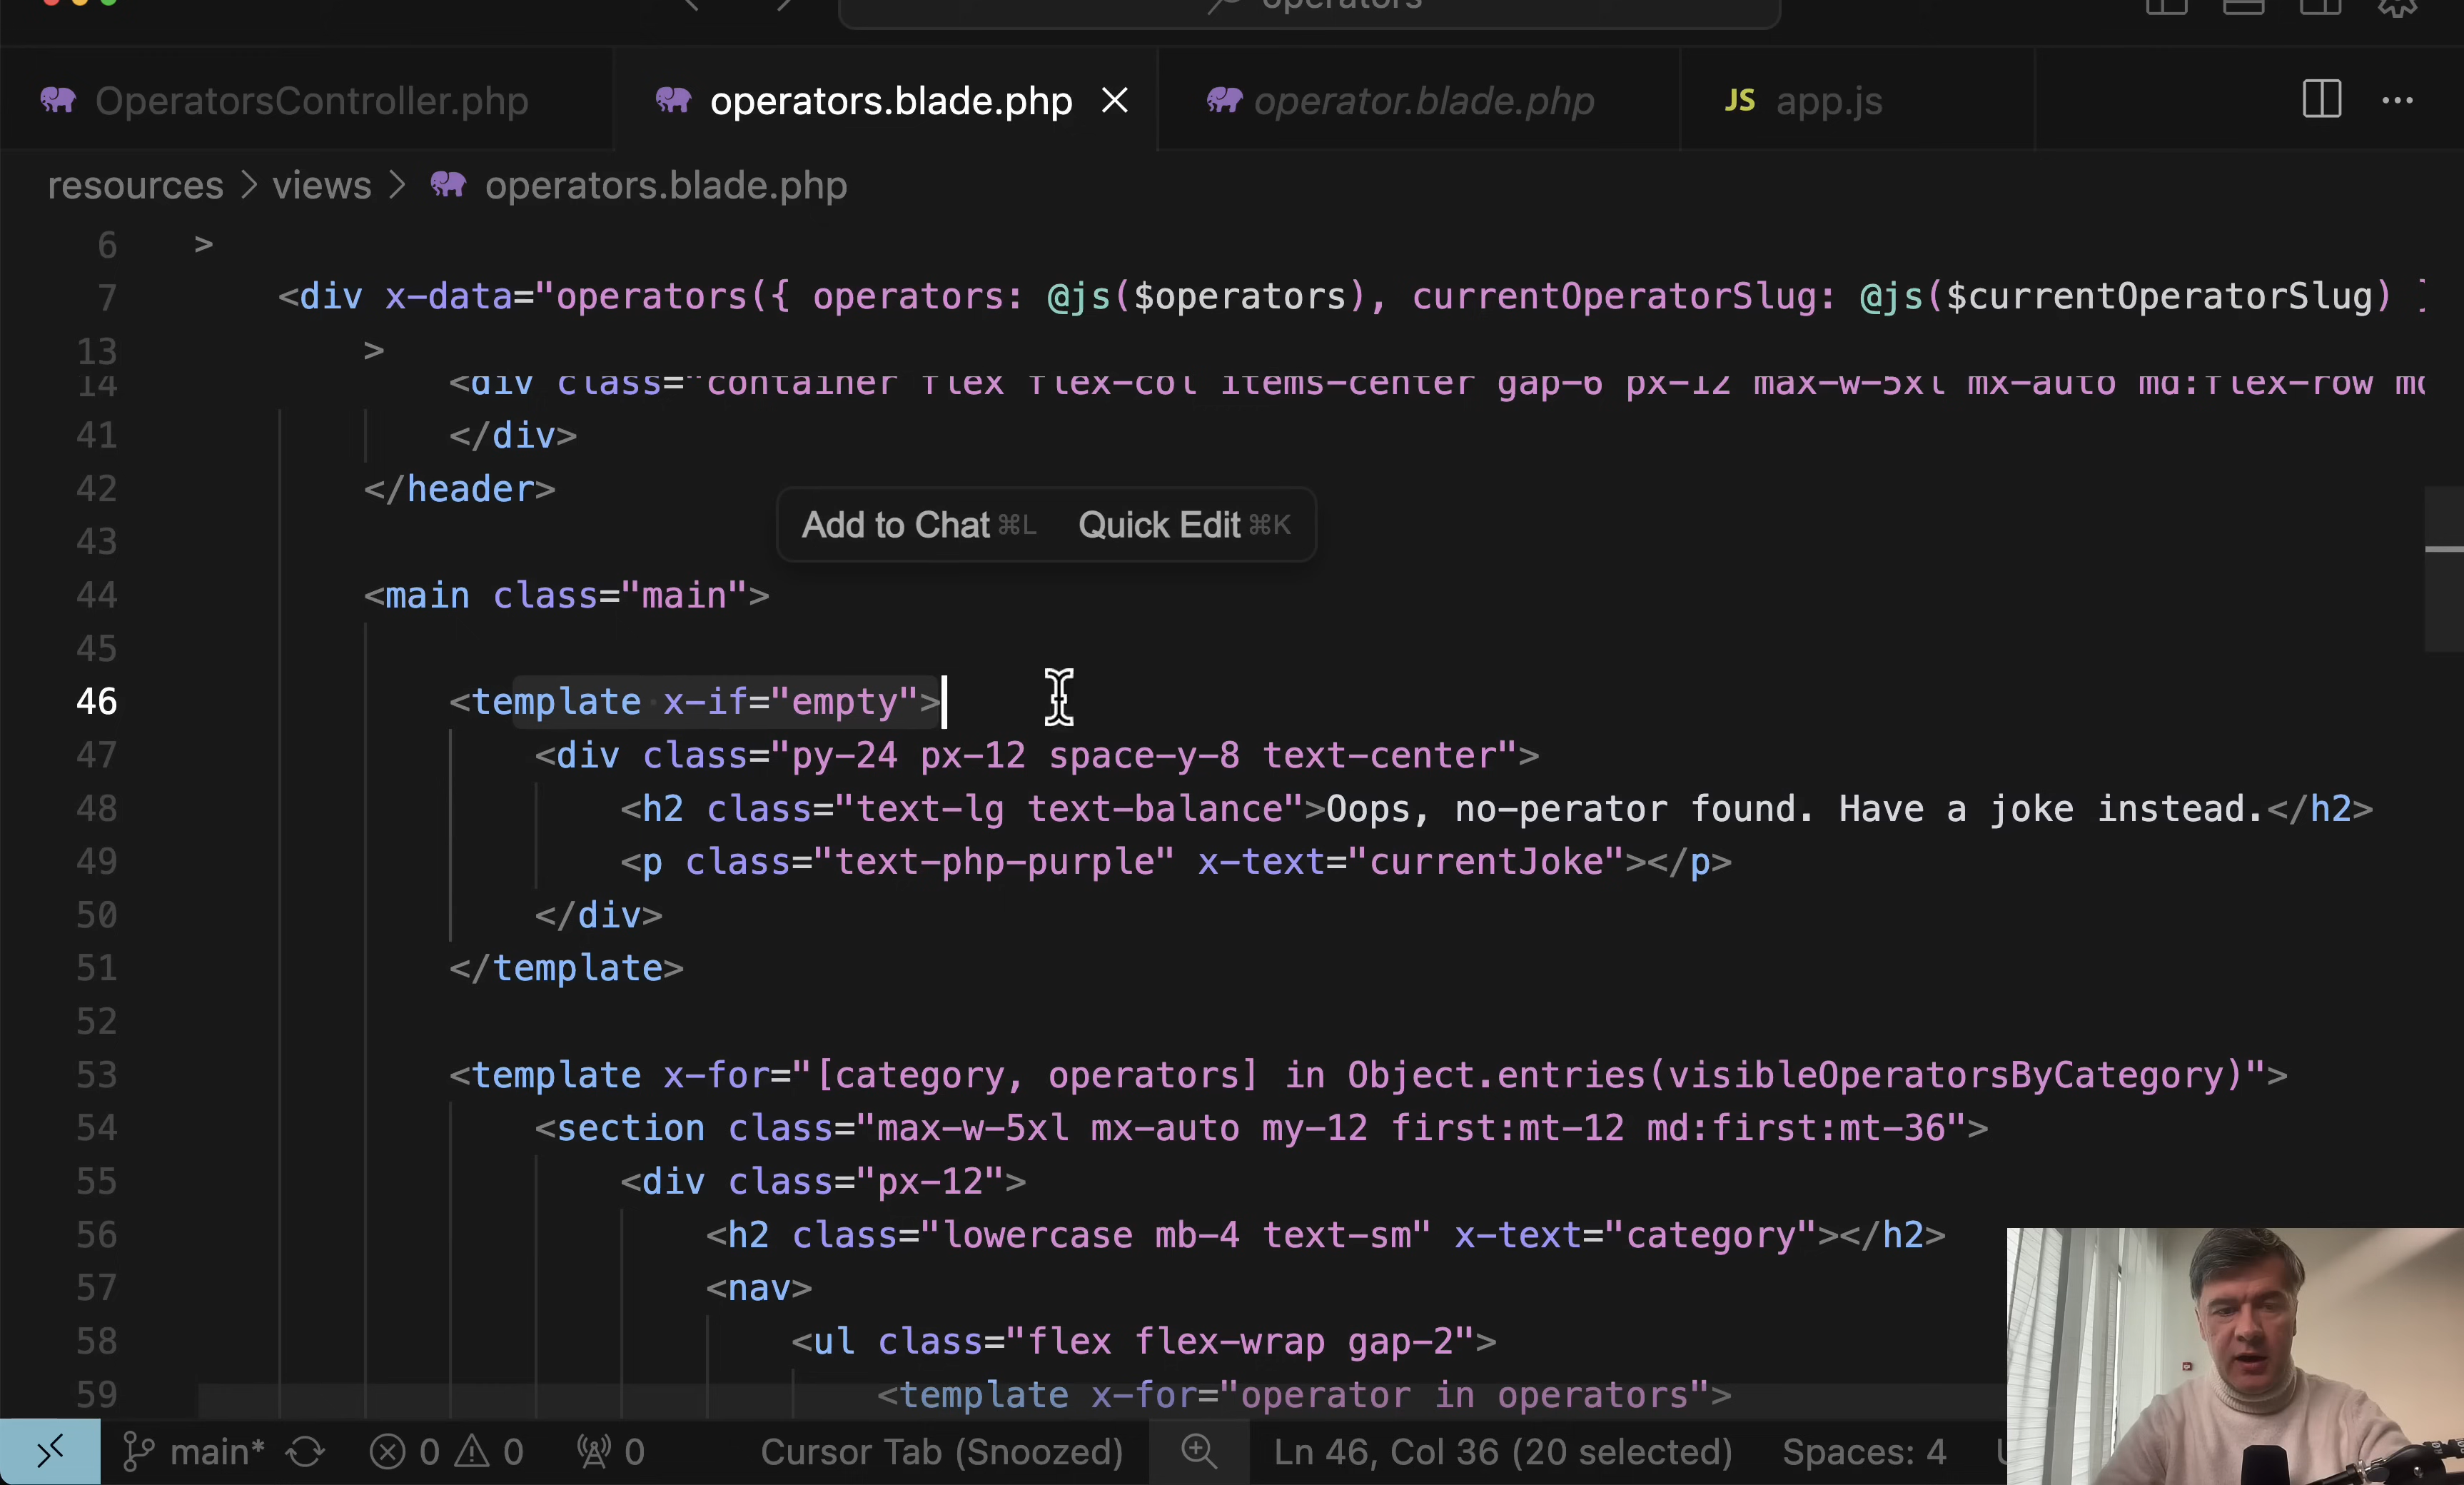 operators
OperatorsController.php
operators.blade.php
operator.blade.php
JS app.js
resources > views > operators.blade.php
6 >
7 <div x-data="operators({ operators: @js($operators), currentOperatorSlug: @js($currentOperatorSlug) }
13 >
14 <div class="container flex flex-col items-center gap-6 px-12 max-w-5xl mx-auto md:flex-row
41 </div>
42 </header>
Add to Chat ⌘L Quick Edit ⌘K
43
44 <main class="main">
45
46 <template x-if="empty">
47 <div class="py-24 px-12 space-y-8 text-center">
48 <h2 class="text-lg text-balance">Oops, no-perator found. Have a joke instead.</h2>
49 <p class="text-php-purple" x-text="currentJoke"></p>
50 </div>
51 </template>
52
53 <template x-for="[category, operators] in Object.entries(visibleOperatorsByCategory)">
54 <section class="max-w-5xl mx-auto my-12 first:mt-12 md:first:mt-36">
55 <div class="px-12">
56 <h2 class="lowercase mb-4 text-sm" x-text="category"></h2>
57 <nav>
58 <ul class="flex flex-wrap gap-2">
59 <template x-for="operator in operators">
main* 0 0 0 Cursor Tab (Snoozed) Ln 46, Col 36 (20 selected) Spaces: 4